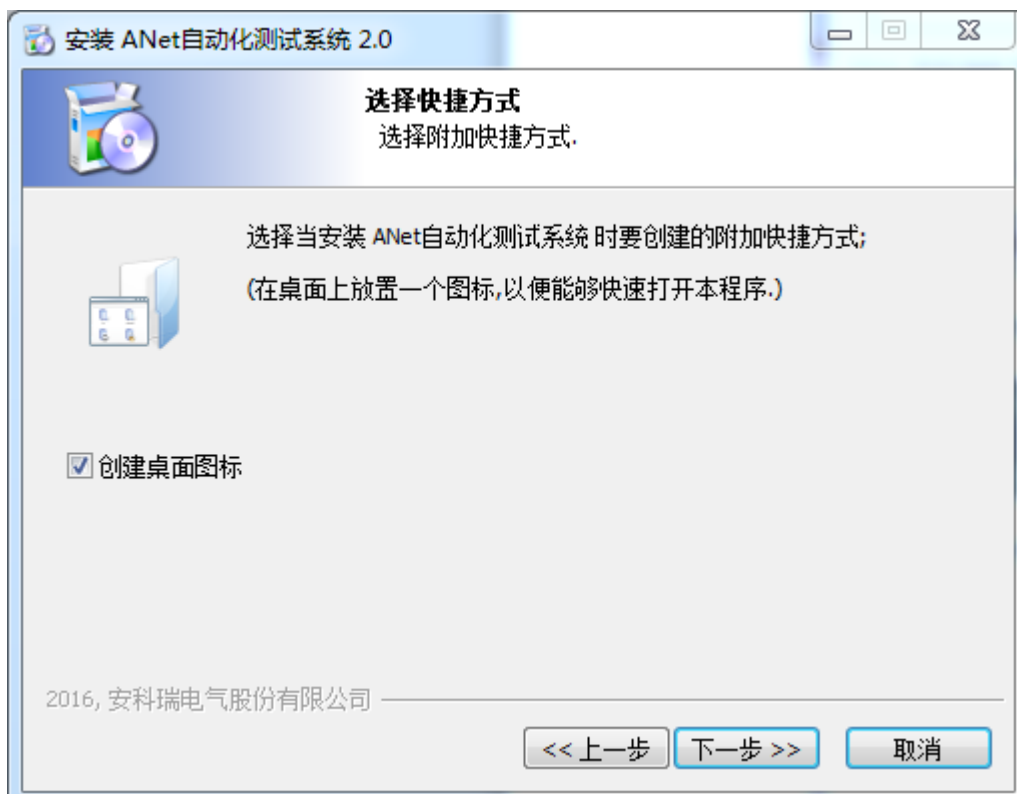 安装 ANet自动化测试系统 2.0
选择快捷方式
选择附加快捷方式.
选择当安装 ANet自动化测试系统 时要创建的附加快捷方式;
(在桌面上放置一个图标,以便能够快速打开本程序.)
创建桌面图标
2016, 安科瑞电气股份有限公司
<< 上一步
下一步 >>
取消